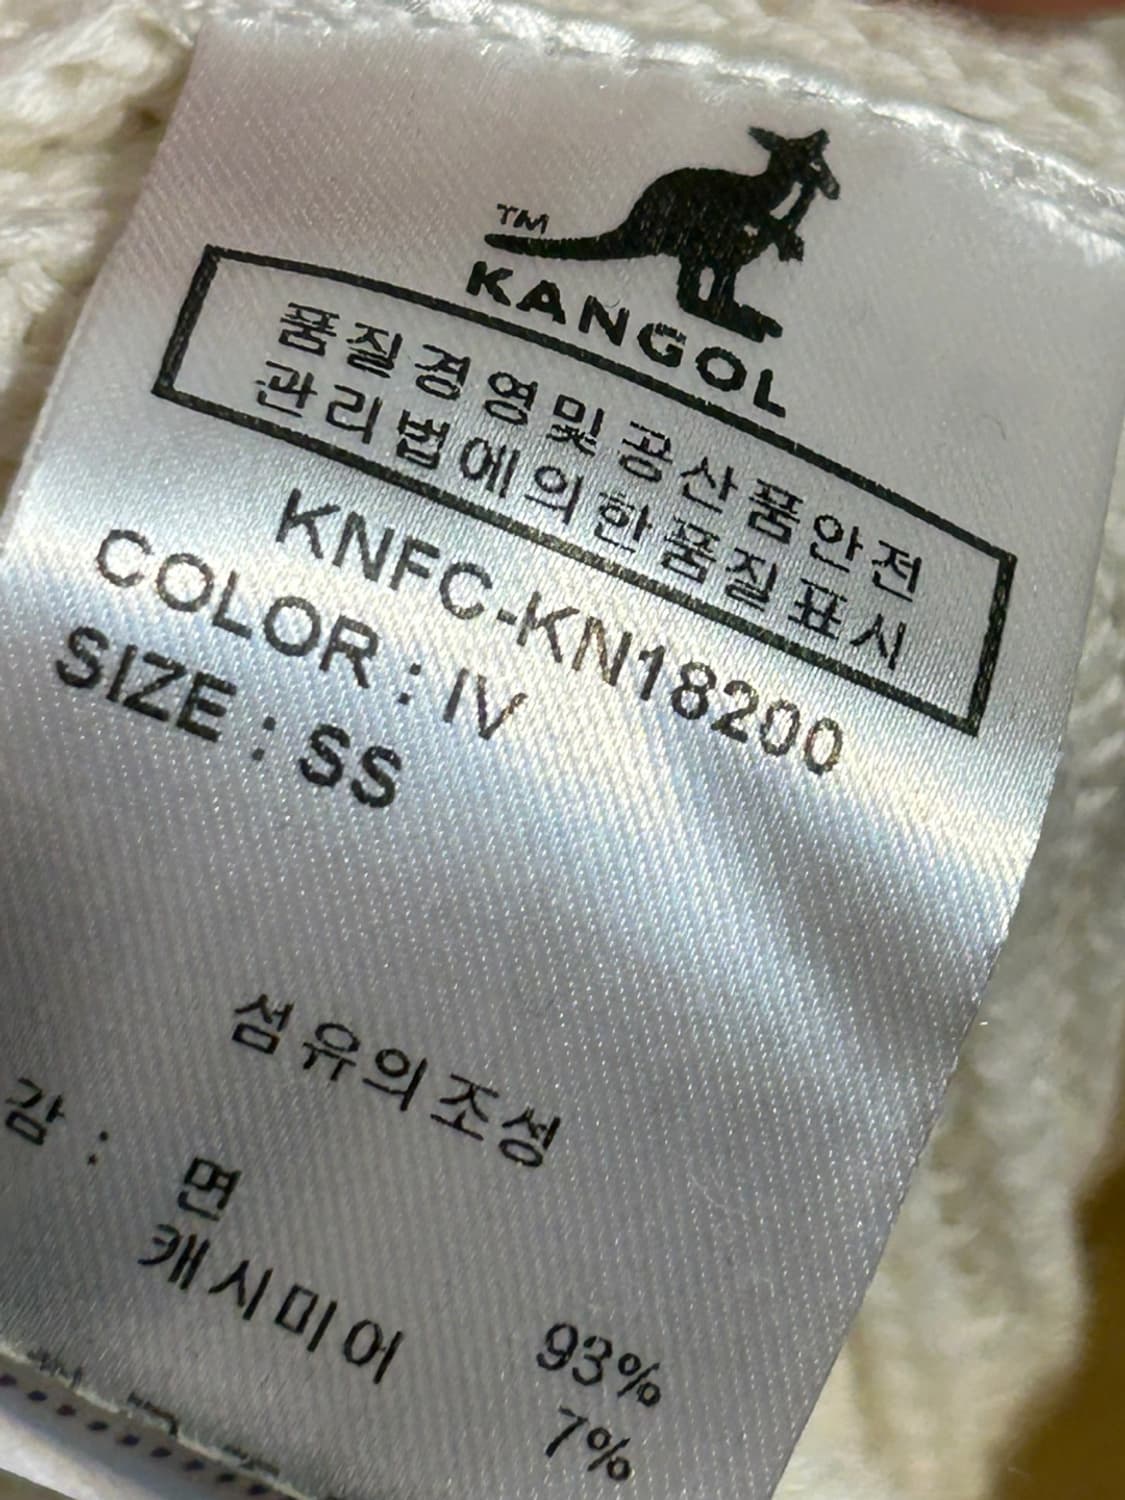 TM
KANGOL
품질경영및공산품안전
관리법에의한품질표시
KNFC-KN18200
COLOR : IV
SIZE : SS
섬유의조성
감 : 면 93%
캐시미어 7%